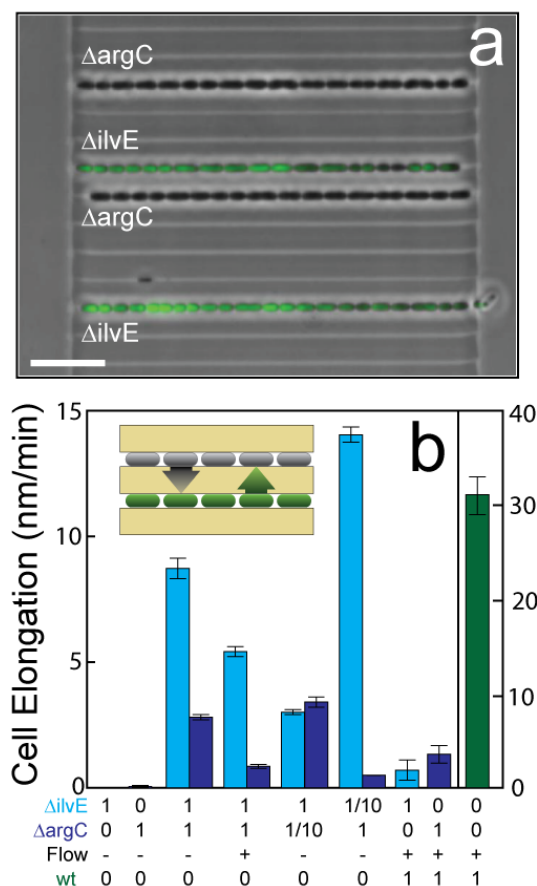 a
ΔargC
ΔilvE
ΔargC
ΔilvE
b
Cell Elongation (nm/min)
15
10
5
0
40
30
20
10
0
ΔilvE 1 0 1 1 1 1/10 1 0 0
ΔargC 0 1 1 1 1/10 1 0 1 0
Flow - - - + - - + + +
wt 0 0 0 0 0 0 1 1 1